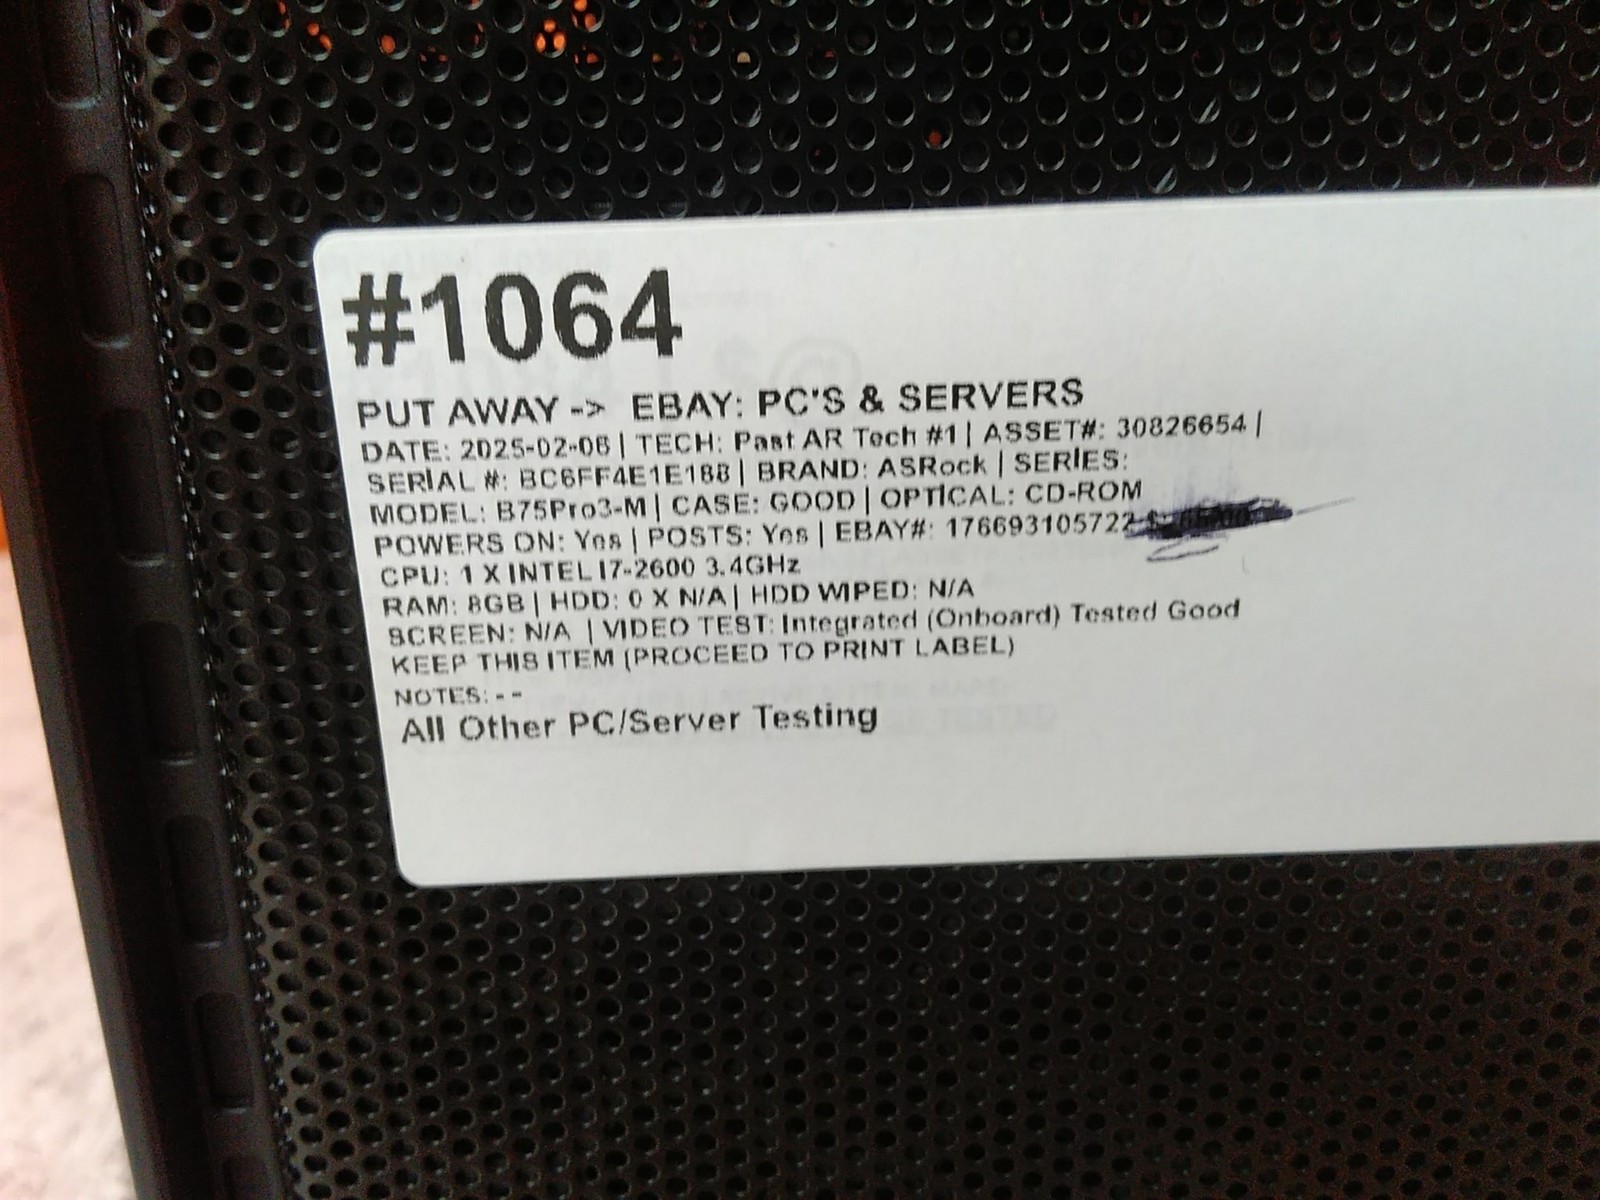 #1064
PUT AWAY -> EBAY: PC'S & SERVERS
DATE: 2025-02-06 | TECH: Past AR Tech #1 | ASSET#: 30826654 |
SERIAL #: BC6FF4E1E188 | BRAND: ASRock | SERIES:
MODEL: B75Pro3-M | CASE: GOOD | OPTICAL: CD-ROM
POWERS ON: Yes | POSTS: Yes | EBAY#: 176693105722
CPU: 1 X INTEL I7-2600 3.4GHz
RAM: 8GB | HDD: 0 X N/A | HDD WIPED: N/A
SCREEN: N/A | VIDEO TEST: Integrated (Onboard) Tested Good
KEEP THIS ITEM (PROCEED TO PRINT LABEL)
NOTES: - -
All Other PC/Server Testing